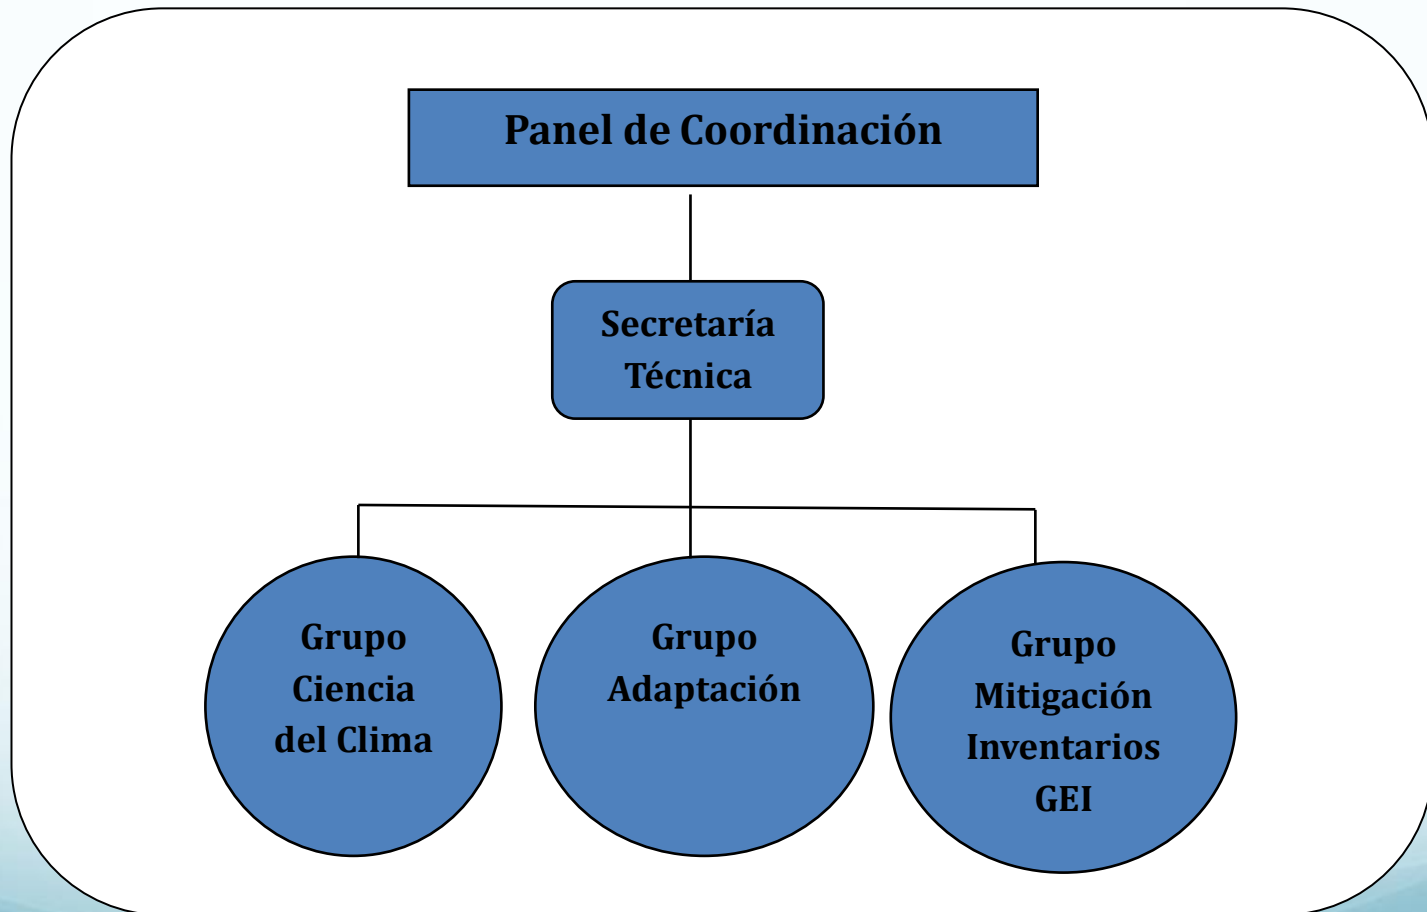 Panel de Coordinación
Secretaría
Técnica
Grupo
Ciencia
del Clima
Grupo
Adaptación
Grupo
Mitigación
Inventarios
GEI